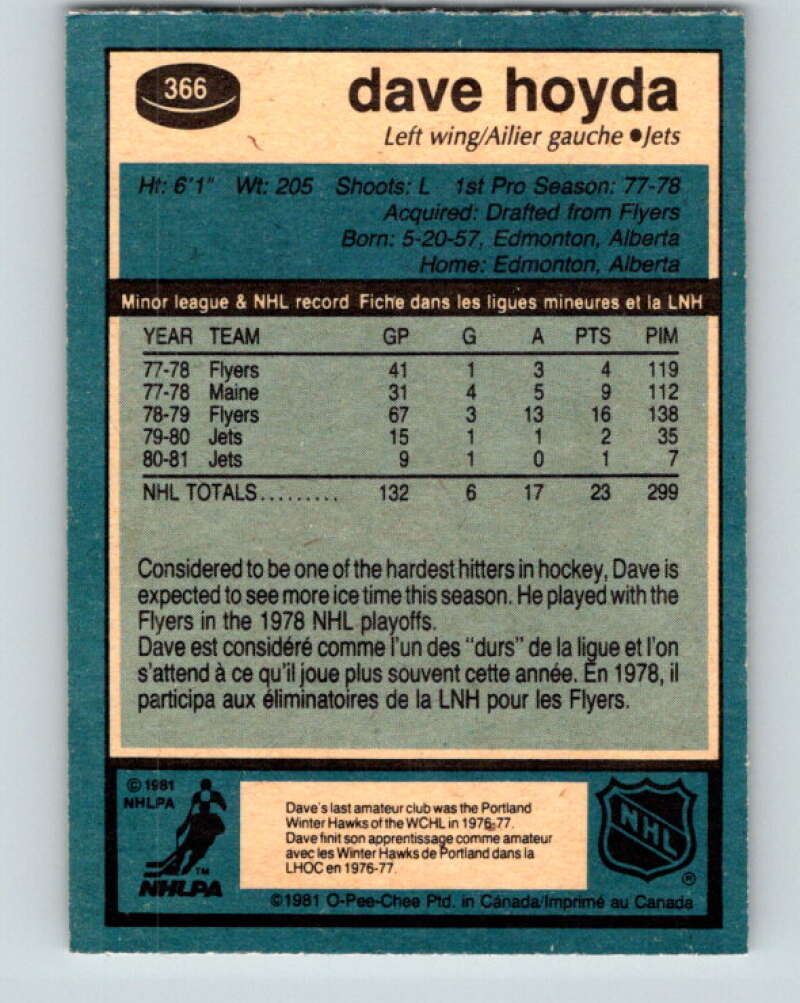 366
dave hoyda
Left wing/Ailier gauche ●Jets
Ht: 6'1" Wt: 205 Shoots: L 1st Pro Season: 77-78
Acquired: Drafted from Flyers
Born: 5-20-57, Edmonton, Alberta
Home: Edmonton, Alberta
Minor league & NHL record Fiche dans les ligues mineures et la LNH
YEAR TEAM GP G A PTS PIM
77-78 Flyers 41 1 3 4 119
77-78 Maine 31 4 5 9 112
78-79 Flyers 67 3 13 16 138
79-80 Jets 15 1 1 2 35
80-81 Jets 9 1 0 1 7
NHL TOTALS......... 132 6 17 23 299
Considered to be one of the hardest hitters in hockey, Dave is
expected to see more ice time this season. He played with the
Flyers in the 1978 NHL playoffs.
Dave est considéré comme l'un des "durs" de la ligue et l'on
s'attend à ce qu'il joue plus souvent cette année. En 1978, il
participa aux éliminatoires de la LNH pour les Flyers.
©1981
NHLPA
TM
NHLPA
Dave's last amateur club was the Portland
Winter Hawks of the WCHL in 1976-77.
Dave finit son apprentissage comme amateur
avec les Winter Hawks de Portland dans la
LHOC en 1976-77.
NHL
®
©1981 O-Pee-Chee Ptd. in Canada/Imprimé au Canada